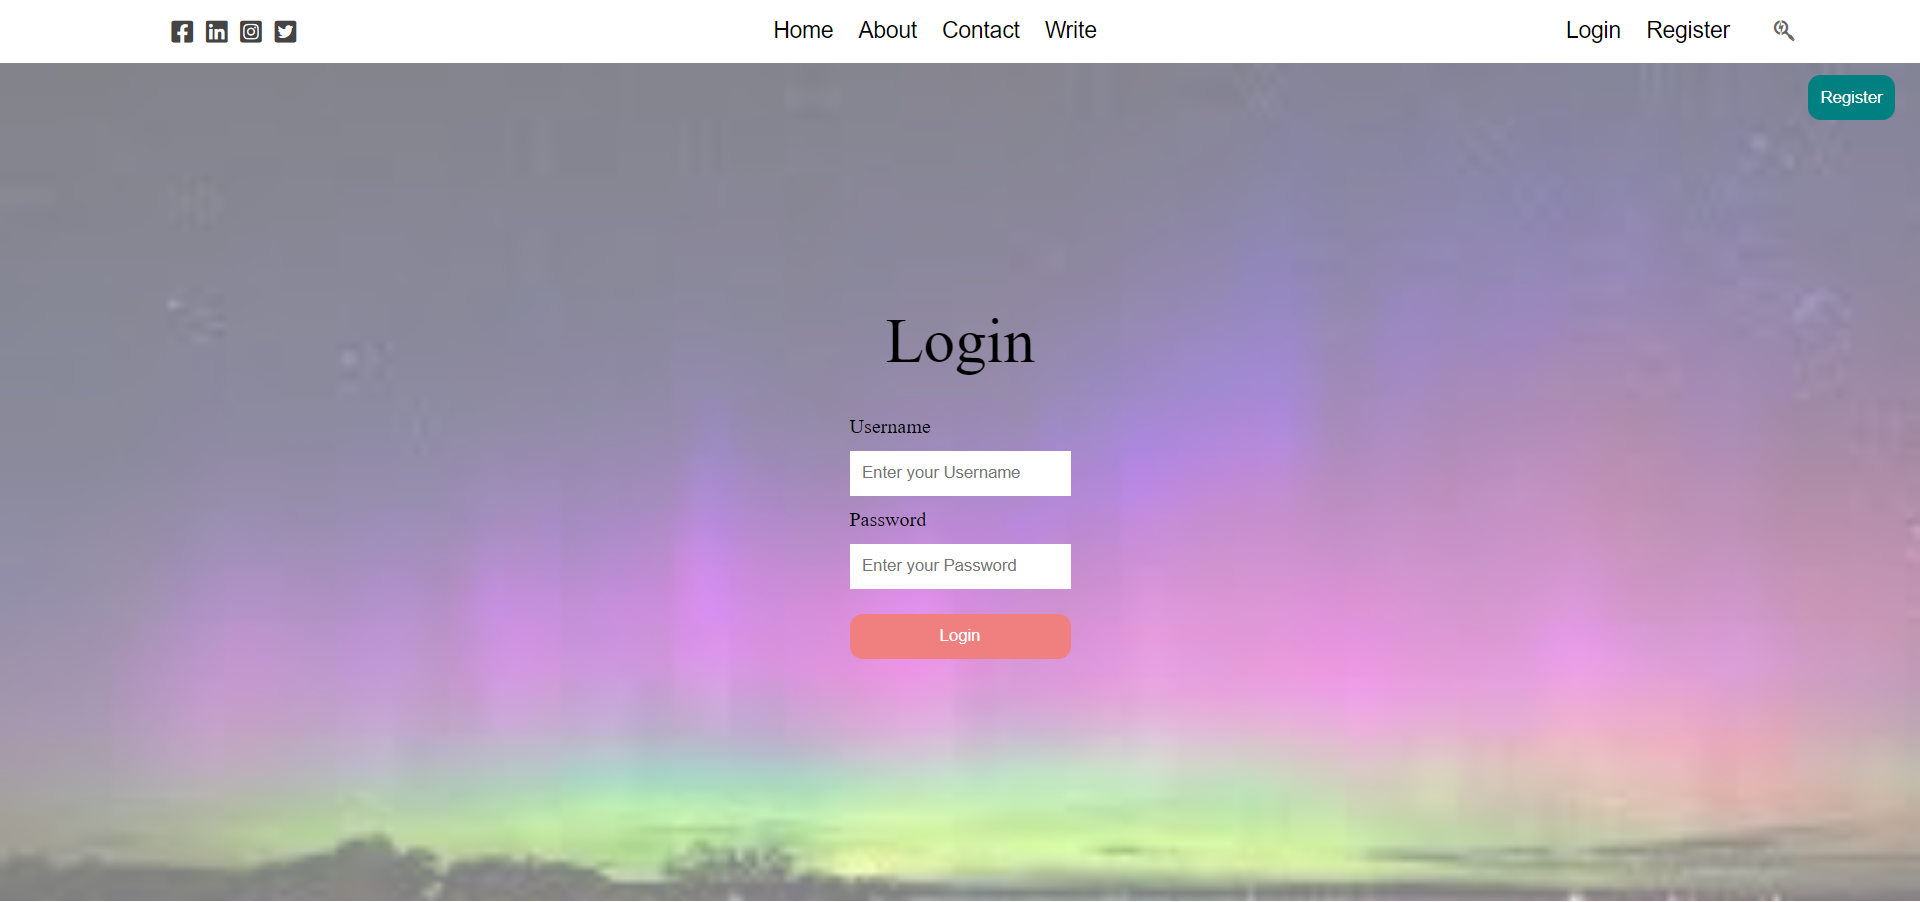 Home About Contact Write
Login Register
Register
Login
Username
Enter your Username
Password
Enter your Password
Login